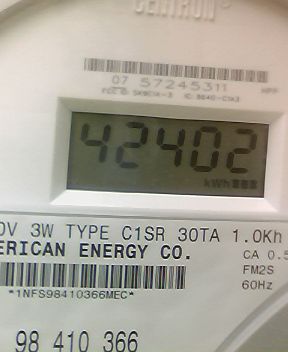 CENTRON
07 57245311
42402
kWh
3W TYPE C1SR 30TA 1.0Kh
ERICAN ENERGY CO.
CA 0.5
FM2S
60Hz
*1NFS98410366MEC*
98 410 366